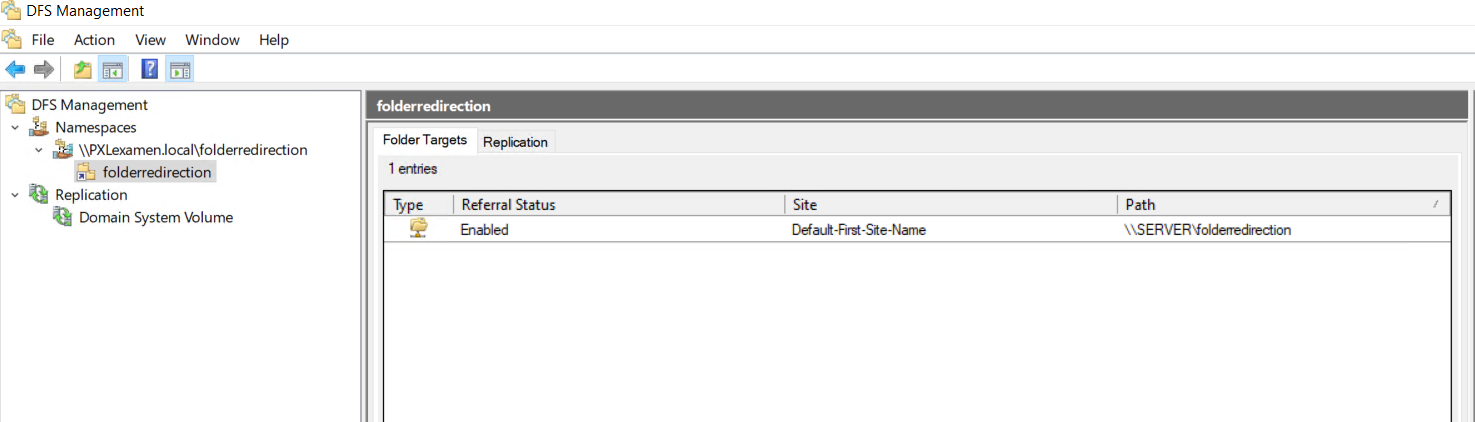 DFS Management
File Action View Window Help
DFS Management
Namespaces
\\PXLexamen.local\folderredirection
folderredirection
Replication
Domain System Volume
folderredirection
Folder Targets Replication
1 entries
Type Referral Status Site Path
Enabled Default-First-Site-Name \\SERVER\folderredirection